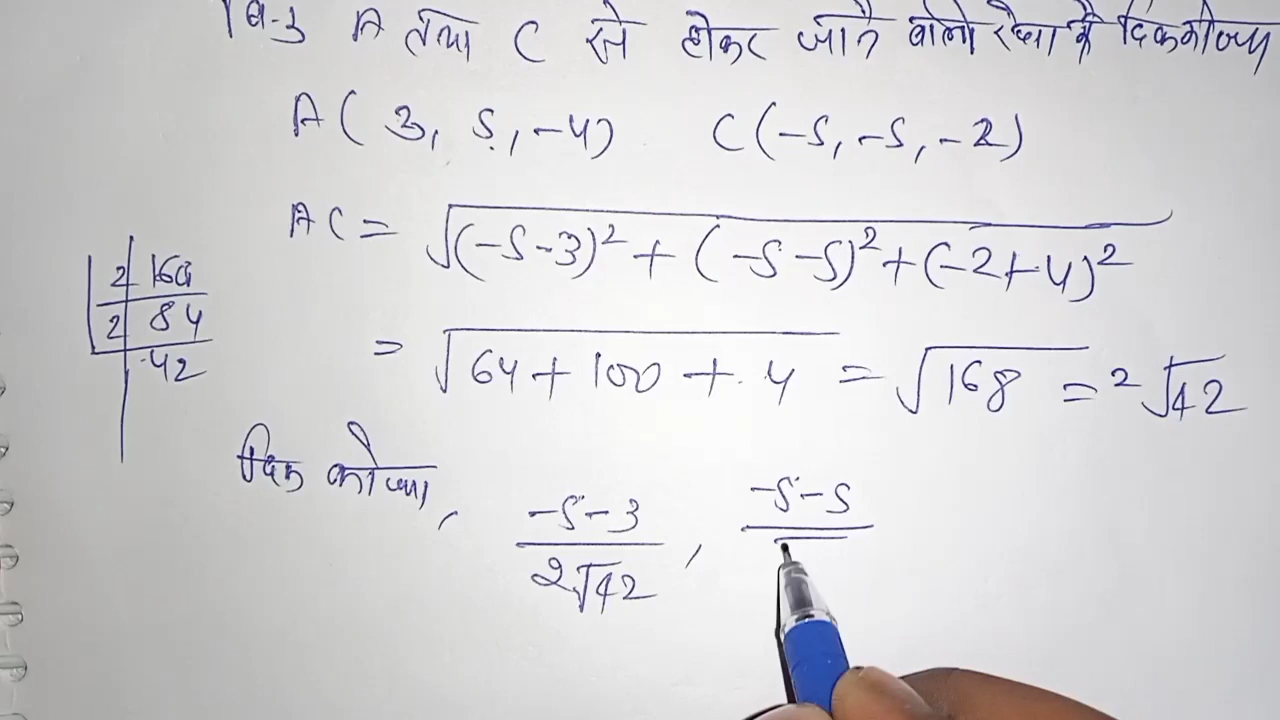 A तथा C से होकर जाने वाली रेखा के दिककोज्या
A(3, 5, -4) C(-5, -5, -2)
AC = √((-5-3)² + (-5-5)² + (-2+4)²)
= √(64 + 100 + 4) = √168 = 2√42
2 | 168
2 | 84
42
दिक कोज्या, (-5-3)/(2√42), (-5-5)/